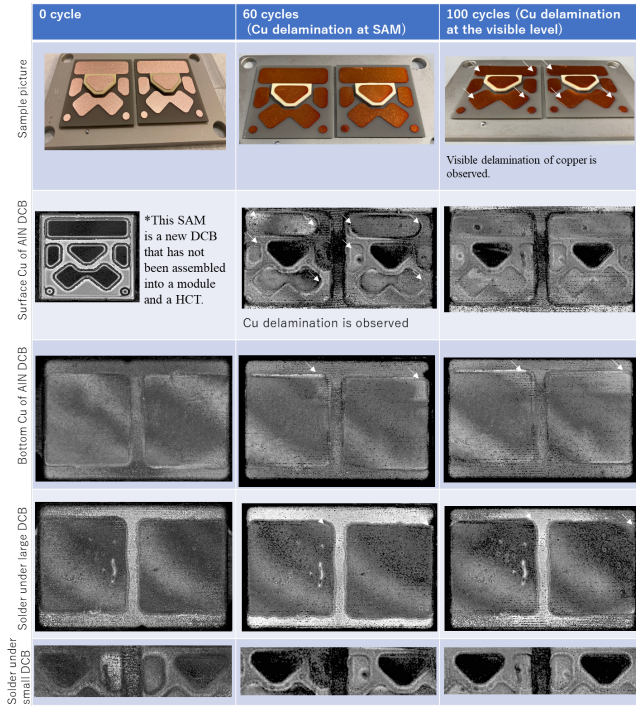 0 cycle
60 cycles
(Cu delamination at SAM)
100 cycles (Cu delamination
at the visible level)
Sample picture
Visible delamination of copper is
observed.
Surface Cu of AlN DCB
*This SAM
is a new DCB
that has not
been assembled
into a module
and a HCT.
Cu delamination is observed
Bottom Cu of AlN DCB
Solder under large DCB
Solder under
small DCB